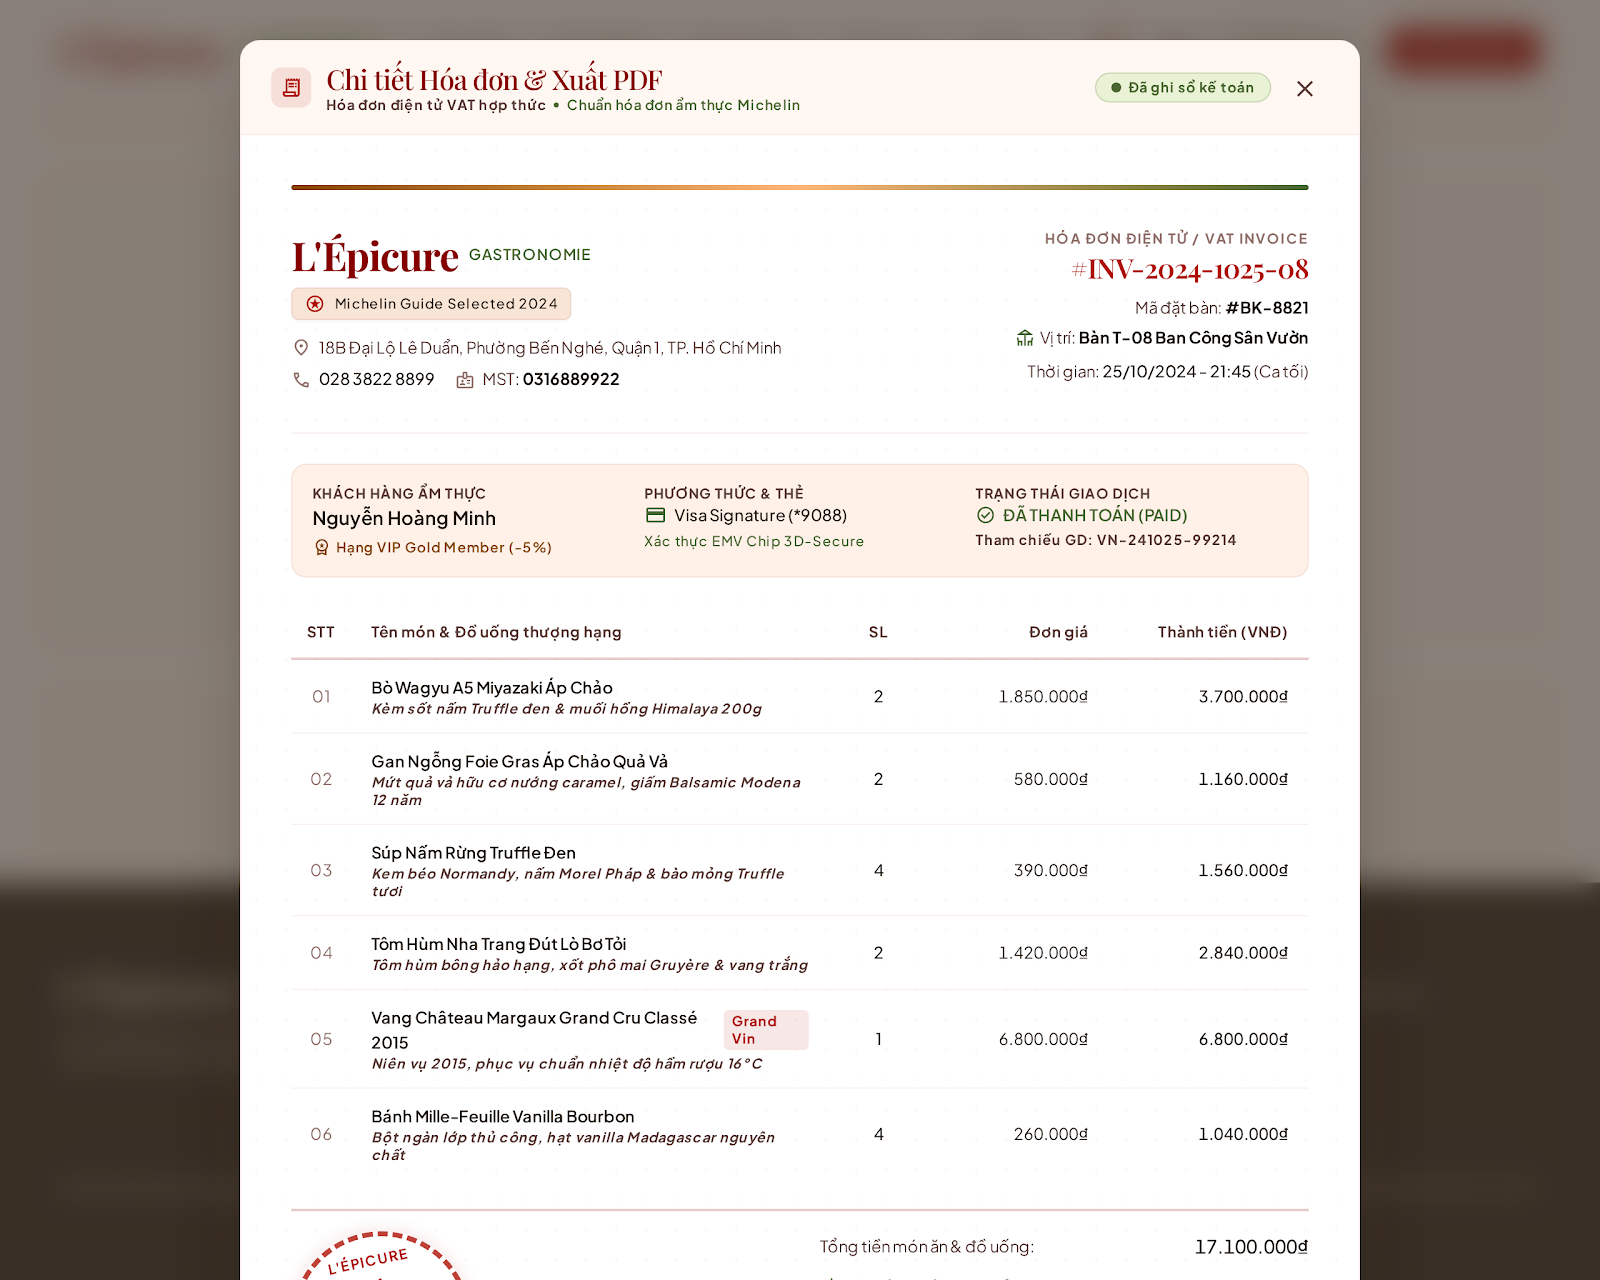 Chi tiết Hóa đơn & Xuất PDF
Hóa đơn điện tử VAT hợp thức • Chuẩn hóa đơn ẩm thực Michelin
Đã ghi sổ kế toán
L'Épicure GASTRONOMIE
Michelin Guide Selected 2024
18B Đại Lộ Lê Duẩn, Phường Bến Nghé, Quận 1, TP. Hồ Chí Minh
028 3822 8899 MST: 0316889922
HÓA ĐƠN ĐIỆN TỬ / VAT INVOICE
#INV-2024-1025-08
Mã đặt bàn: #BK-8821
Vị trí: Bàn T-08 Ban Công Sân Vườn
Thời gian: 25/10/2024 - 21:45 (Ca tối)
KHÁCH HÀNG ẨM THỰC
Nguyễn Hoàng Minh
Hạng VIP Gold Member (-5%)
PHƯƠNG THỨC & THẺ
Visa Signature (*9088)
Xác thực EMV Chip 3D-Secure
TRẠNG THÁI GIAO DỊCH
ĐÃ THANH TOÁN (PAID)
Tham chiếu GD: VN-241025-99214
STT Tên món & Đồ uống thượng hạng SL Đơn giá Thành tiền (VNĐ)
01 Bò Wagyu A5 Miyazaki Áp Chảo 2 1.850.000₫ 3.700.000₫
Kèm sốt nấm Truffle đen & muối hồng Himalaya 200g
02 Gan Ngỗng Foie Gras Áp Chảo Quả Vả 2 580.000₫ 1.160.000₫
Mứt quả vả hữu cơ nướng caramel, giấm Balsamic Modena
12 năm
03 Súp Nấm Rừng Truffle Đen 4 390.000₫ 1.560.000₫
Kem béo Normandy, nấm Morel Pháp & bào mỏng Truffle
tươi
04 Tôm Hùm Nha Trang Đút Lò Bơ Tỏi 2 1.420.000₫ 2.840.000₫
Tôm hùm bông hảo hạng, xốt phô mai Gruyère & vang trắng
05 Vang Château Margaux Grand Cru Classé 1 6.800.000₫ 6.800.000₫
2015
Grand
Vin
Niên vụ 2015, phục vụ chuẩn nhiệt độ hầm rượu 16°C
06 Bánh Mille-Feuille Vanilla Bourbon 4 260.000₫ 1.040.000₫
Bột ngàn lớp thủ công, hạt vanilla Madagascar nguyên
chất
L'ÉPICURE
Tổng tiền món ăn & đồ uống: 17.100.000₫